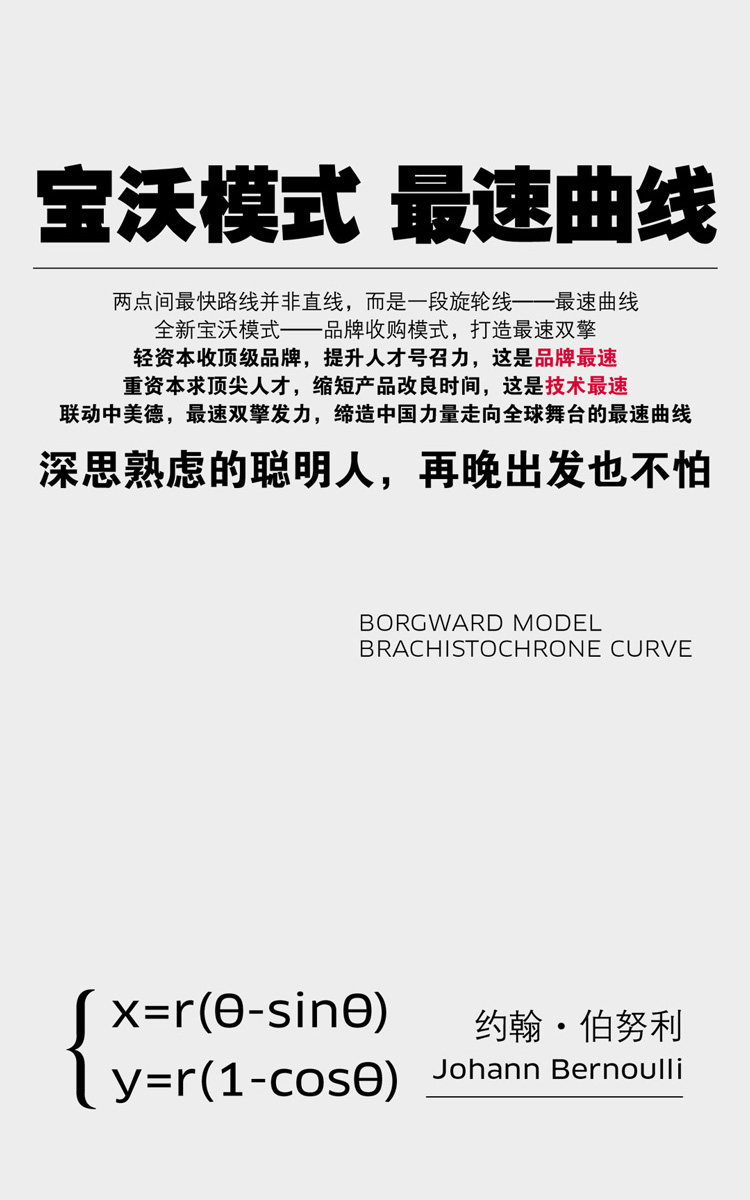 宝沃模式 最速曲线
两点间最快路线并非直线，而是一段旋轮线——最速曲线
全新宝沃模式——品牌收购模式，打造最速双擎
轻资本收顶级品牌，提升人才号召力，这是品牌最速
重资本求顶尖人才，缩短产品改良时间，这是技术最速
联动中美德，最速双擎发力，缔造中国力量走向全球舞台的最速曲线
深思熟虑的聪明人，再晚出发也不怕
BORGWARD MODEL
BRACHISTOCHRONE CURVE
x=r(θ-sinθ)
y=r(1-cosθ)
约翰·伯努利
Johann Bernoulli